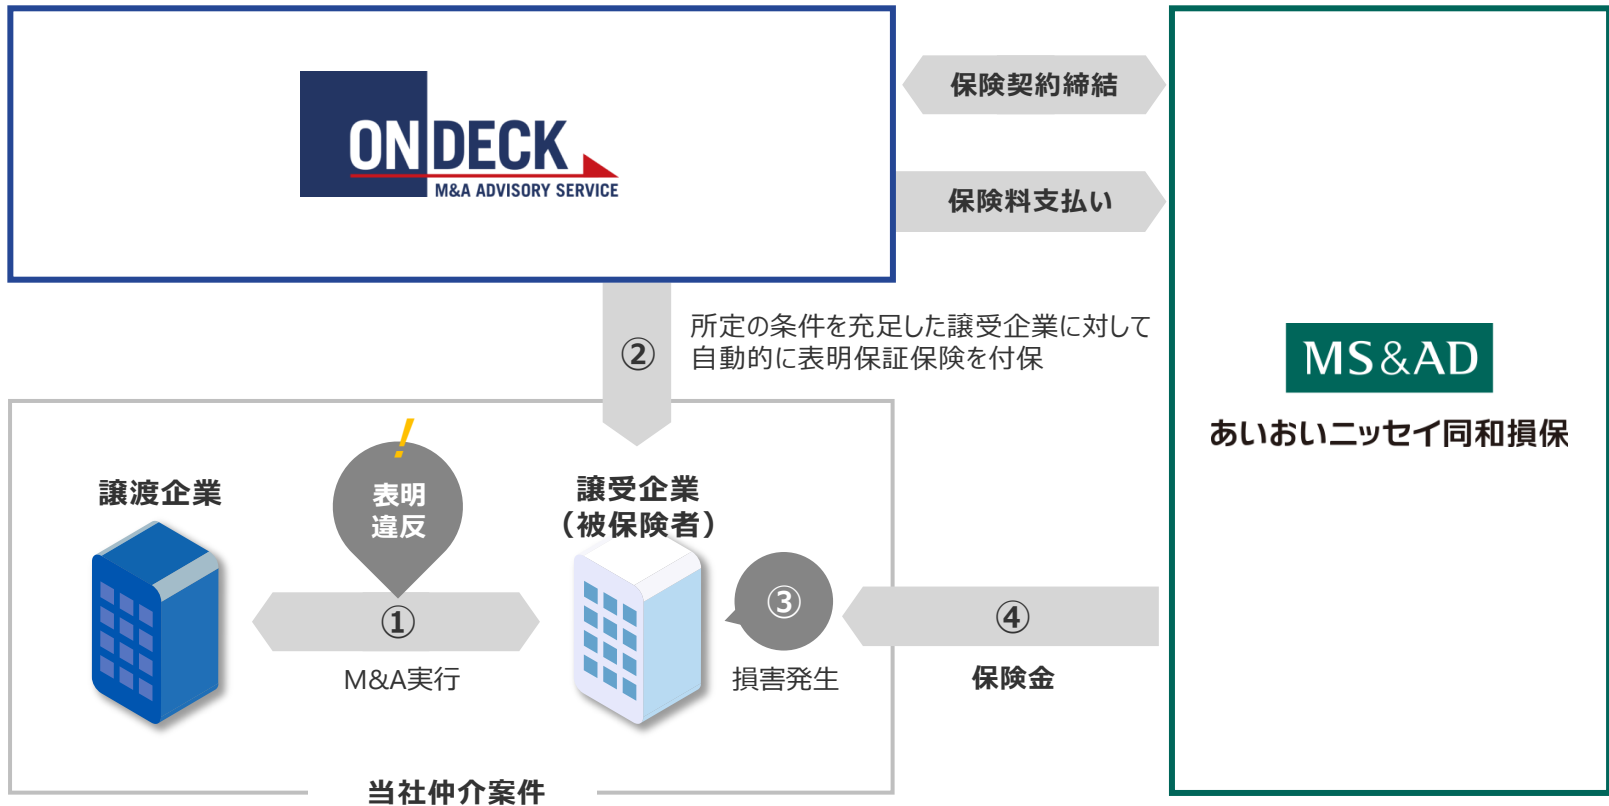 ON DECK
M&A ADVISORY SERVICE
保険契約締結
保険料支払い
②
所定の条件を充足した譲受企業に対して
自動的に表明保証保険を付保
MS&AD
あいおいニッセイ同和損保
!
表明
違反
譲渡企業
譲受企業
（被保険者）
①
M&A実行
③
損害発生
④
保険金
当社仲介案件